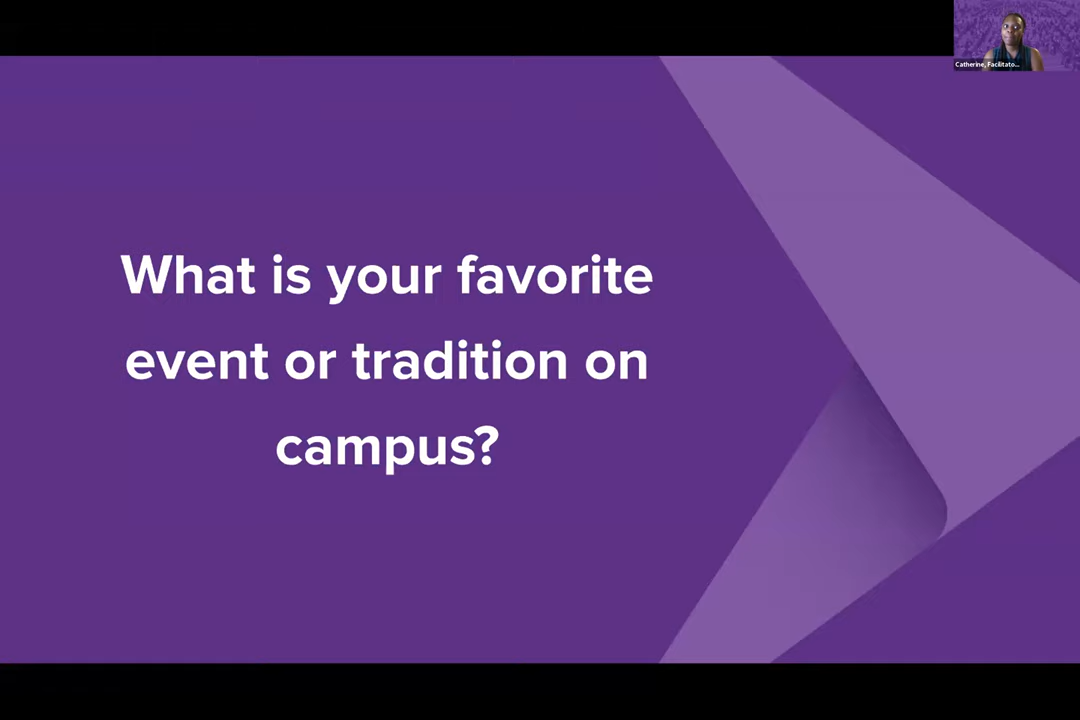 Catherine, Facilitato...
What is your favorite
event or tradition on
campus?